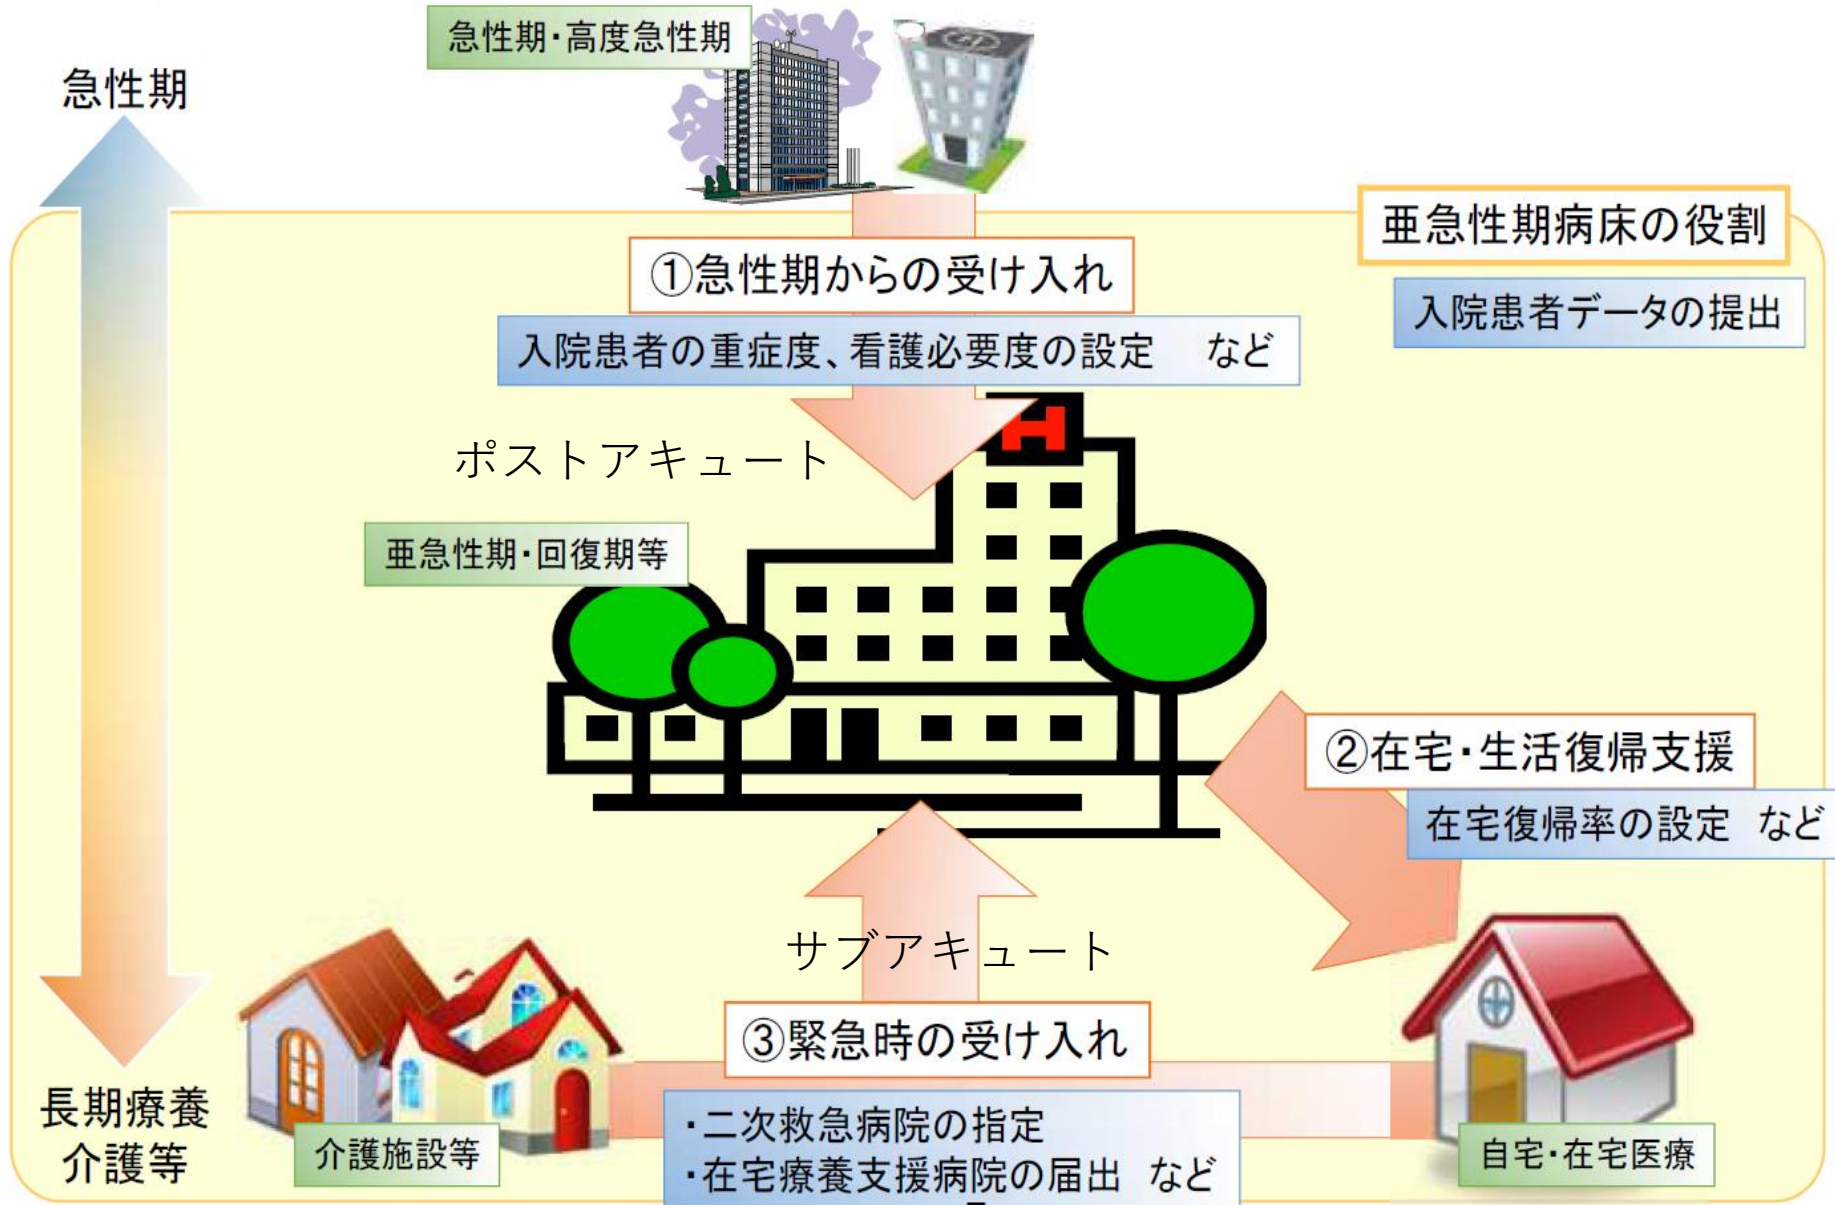 急性期・高度急性期
急性期
亜急性期病床の役割
①急性期からの受け入れ
入院患者データの提出
入院患者の重症度、看護必要度の設定 など
H
ポストアキュート
亜急性期・回復期等
②在宅・生活復帰支援
在宅復帰率の設定 など
サブアキュート
③緊急時の受け入れ
長期療養
介護等
・二次救急病院の指定
・在宅療養支援病院の届出 など
介護施設等
自宅・在宅医療